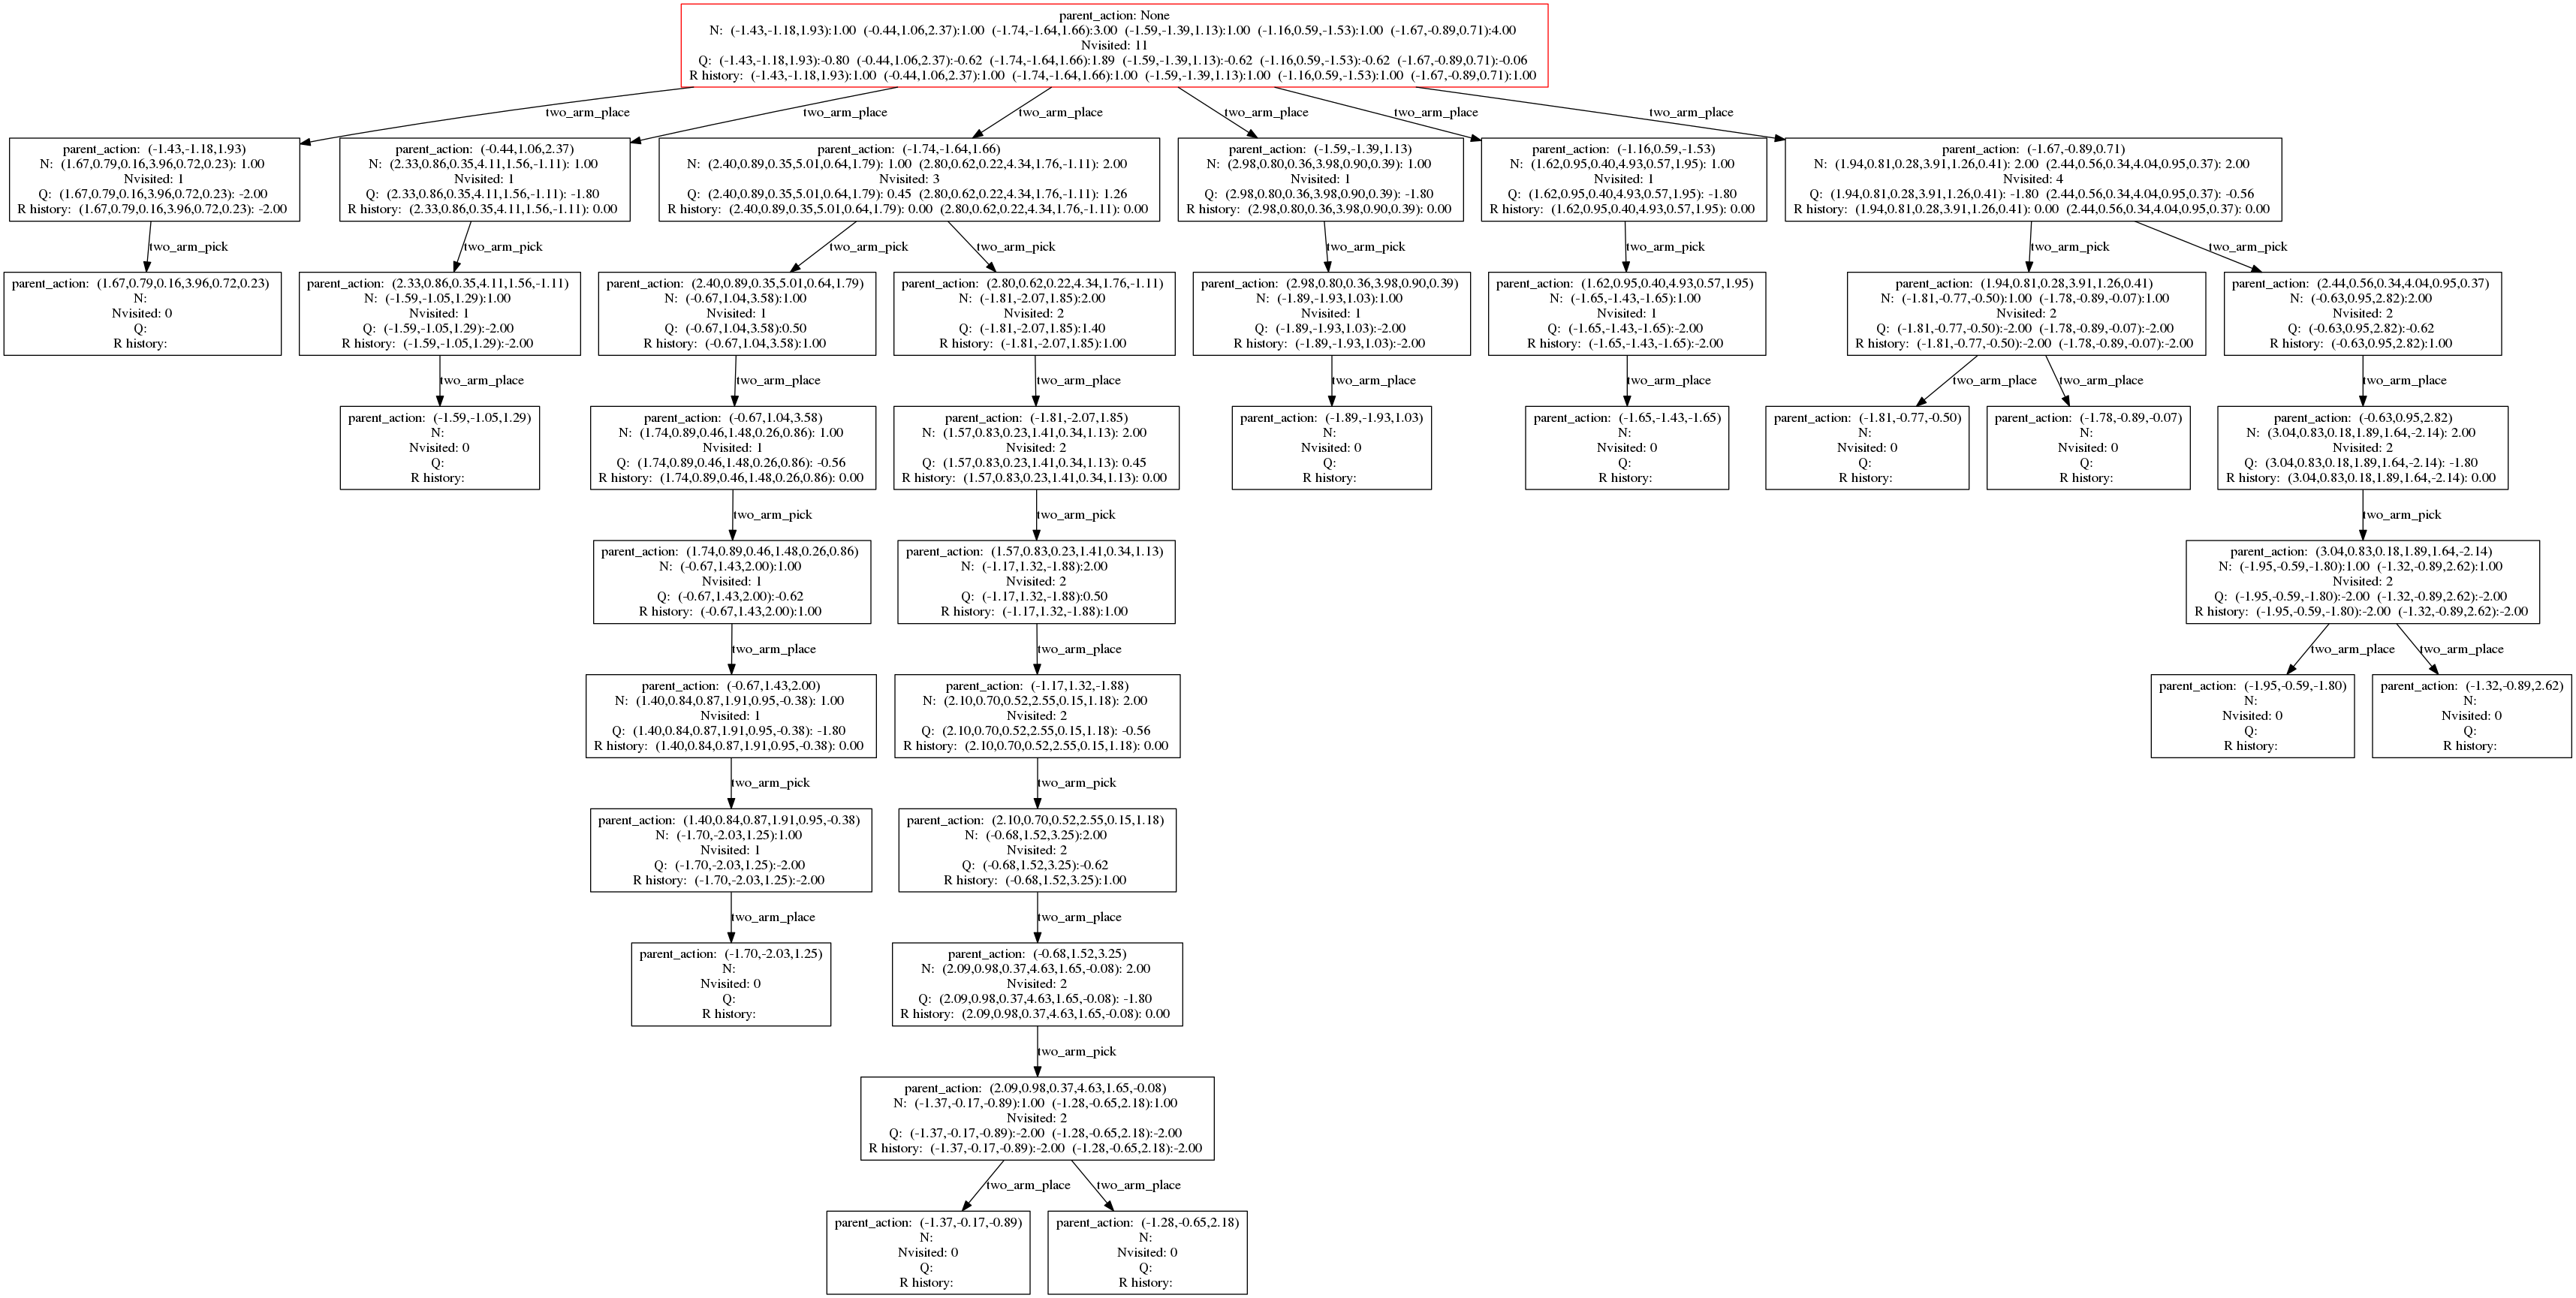 parent_action: None
N: (-1.43,-1.18,1.93):1.00 (-0.44,1.06,2.37):1.00 (-1.74,-1.64,1.66):3.00 (-1.59,-1.39,1.13):1.00 (-1.16,0.59,-1.53):1.00 (-1.67,-0.89,0.71):4.00
Nvisited: 11
Q: (-1.43,-1.18,1.93):-0.80 (-0.44,1.06,2.37):-0.62 (-1.74,-1.64,1.66):1.89 (-1.59,-1.39,1.13):-0.62 (-1.16,0.59,-1.53):-0.62 (-1.67,-0.89,0.71):-0.06
R history: (-1.43,-1.18,1.93):1.00 (-0.44,1.06,2.37):1.00 (-1.74,-1.64,1.66):1.00 (-1.59,-1.39,1.13):1.00 (-1.16,0.59,-1.53):1.00 (-1.67,-0.89,0.71):1.00
two_arm_place
two_arm_place
two_arm_place
two_arm_place
two_arm_place
two_arm_place
parent_action: (-1.43,-1.18,1.93)
N: (1.67,0.79,0.16,3.96,0.72,0.23): 1.00
Nvisited: 1
Q: (1.67,0.79,0.16,3.96,0.72,0.23): -2.00
R history: (1.67,0.79,0.16,3.96,0.72,0.23): -2.00
parent_action: (-0.44,1.06,2.37)
N: (2.33,0.86,0.35,4.11,1.56,-1.11): 1.00
Nvisited: 1
Q: (2.33,0.86,0.35,4.11,1.56,-1.11): -1.80
R history: (2.33,0.86,0.35,4.11,1.56,-1.11): 0.00
parent_action: (-1.74,-1.64,1.66)
N: (2.40,0.89,0.35,5.01,0.64,1.79): 1.00 (2.80,0.62,0.22,4.34,1.76,-1.11): 2.00
Nvisited: 3
Q: (2.40,0.89,0.35,5.01,0.64,1.79): 0.45 (2.80,0.62,0.22,4.34,1.76,-1.11): 1.26
R history: (2.40,0.89,0.35,5.01,0.64,1.79): 0.00 (2.80,0.62,0.22,4.34,1.76,-1.11): 0.00
parent_action: (-1.59,-1.39,1.13)
N: (2.98,0.80,0.36,3.98,0.90,0.39): 1.00
Nvisited: 1
Q: (2.98,0.80,0.36,3.98,0.90,0.39): -1.80
R history: (2.98,0.80,0.36,3.98,0.90,0.39): 0.00
parent_action: (-1.16,0.59,-1.53)
N: (1.62,0.95,0.40,4.93,0.57,1.95): 1.00
Nvisited: 1
Q: (1.62,0.95,0.40,4.93,0.57,1.95): -1.80
R history: (1.62,0.95,0.40,4.93,0.57,1.95): 0.00
parent_action: (-1.67,-0.89,0.71)
N: (1.94,0.81,0.28,3.91,1.26,0.41): 2.00 (2.44,0.56,0.34,4.04,0.95,0.37): 2.00
Nvisited: 4
Q: (1.94,0.81,0.28,3.91,1.26,0.41): -1.80 (2.44,0.56,0.34,4.04,0.95,0.37): -0.56
R history: (1.94,0.81,0.28,3.91,1.26,0.41): 0.00 (2.44,0.56,0.34,4.04,0.95,0.37): 0.00
two_arm_pick
two_arm_pick
two_arm_pick
two_arm_pick
two_arm_pick
two_arm_pick
two_arm_pick
two_arm_pick
parent_action: (1.67,0.79,0.16,3.96,0.72,0.23)
N:
Nvisited: 0
Q:
R history:
parent_action: (2.33,0.86,0.35,4.11,1.56,-1.11)
N: (-1.59,-1.05,1.29):1.00
Nvisited: 1
Q: (-1.59,-1.05,1.29):-2.00
R history: (-1.59,-1.05,1.29):-2.00
parent_action: (2.40,0.89,0.35,5.01,0.64,1.79)
N: (-0.67,1.04,3.58):1.00
Nvisited: 1
Q: (-0.67,1.04,3.58):0.50
R history: (-0.67,1.04,3.58):1.00
parent_action: (2.80,0.62,0.22,4.34,1.76,-1.11)
N: (-1.81,-2.07,1.85):2.00
Nvisited: 2
Q: (-1.81,-2.07,1.85):1.40
R history: (-1.81,-2.07,1.85):1.00
parent_action: (2.98,0.80,0.36,3.98,0.90,0.39)
N: (-1.89,-1.93,1.03):1.00
Nvisited: 1
Q: (-1.89,-1.93,1.03):-2.00
R history: (-1.89,-1.93,1.03):-2.00
parent_action: (1.62,0.95,0.40,4.93,0.57,1.95)
N: (-1.65,-1.43,-1.65):1.00
Nvisited: 1
Q: (-1.65,-1.43,-1.65):-2.00
R history: (-1.65,-1.43,-1.65):-2.00
parent_action: (1.94,0.81,0.28,3.91,1.26,0.41)
N: (-1.81,-0.77,-0.50):1.00 (-1.78,-0.89,-0.07):1.00
Nvisited: 2
Q: (-1.81,-0.77,-0.50):-2.00 (-1.78,-0.89,-0.07):-2.00
R history: (-1.81,-0.77,-0.50):-2.00 (-1.78,-0.89,-0.07):-2.00
parent_action: (2.44,0.56,0.34,4.04,0.95,0.37)
N: (-0.63,0.95,2.82):2.00
Nvisited: 2
Q: (-0.63,0.95,2.82):-0.62
R history: (-0.63,0.95,2.82):1.00
two_arm_place
two_arm_place
two_arm_place
two_arm_place
two_arm_place
two_arm_place
two_arm_place
two_arm_place
parent_action: (-1.59,-1.05,1.29)
N:
Nvisited: 0
Q:
R history:
parent_action: (-0.67,1.04,3.58)
N: (1.74,0.89,0.46,1.48,0.26,0.86): 1.00
Nvisited: 1
Q: (1.74,0.89,0.46,1.48,0.26,0.86): -0.56
R history: (1.74,0.89,0.46,1.48,0.26,0.86): 0.00
parent_action: (-1.81,-2.07,1.85)
N: (1.57,0.83,0.23,1.41,0.34,1.13): 2.00
Nvisited: 2
Q: (1.57,0.83,0.23,1.41,0.34,1.13): 0.45
R history: (1.57,0.83,0.23,1.41,0.34,1.13): 0.00
parent_action: (-1.89,-1.93,1.03)
N:
Nvisited: 0
Q:
R history:
parent_action: (-1.65,-1.43,-1.65)
N:
Nvisited: 0
Q:
R history:
parent_action: (-1.81,-0.77,-0.50)
N:
Nvisited: 0
Q:
R history:
parent_action: (-1.78,-0.89,-0.07)
N:
Nvisited: 0
Q:
R history:
parent_action: (-0.63,0.95,2.82)
N: (3.04,0.83,0.18,1.89,1.64,-2.14): 2.00
Nvisited: 2
Q: (3.04,0.83,0.18,1.89,1.64,-2.14): -1.80
R history: (3.04,0.83,0.18,1.89,1.64,-2.14): 0.00
two_arm_pick
two_arm_pick
two_arm_pick
parent_action: (1.74,0.89,0.46,1.48,0.26,0.86)
N: (-0.67,1.43,2.00):1.00
Nvisited: 1
Q: (-0.67,1.43,2.00):-0.62
R history: (-0.67,1.43,2.00):1.00
parent_action: (1.57,0.83,0.23,1.41,0.34,1.13)
N: (-1.17,1.32,-1.88):2.00
Nvisited: 2
Q: (-1.17,1.32,-1.88):0.50
R history: (-1.17,1.32,-1.88):1.00
parent_action: (3.04,0.83,0.18,1.89,1.64,-2.14)
N: (-1.95,-0.59,-1.80):1.00 (-1.32,-0.89,2.62):1.00
Nvisited: 2
Q: (-1.95,-0.59,-1.80):-2.00 (-1.32,-0.89,2.62):-2.00
R history: (-1.95,-0.59,-1.80):-2.00 (-1.32,-0.89,2.62):-2.00
two_arm_place
two_arm_place
two_arm_place
two_arm_place
parent_action: (-0.67,1.43,2.00)
N: (1.40,0.84,0.87,1.91,0.95,-0.38): 1.00
Nvisited: 1
Q: (1.40,0.84,0.87,1.91,0.95,-0.38): -1.80
R history: (1.40,0.84,0.87,1.91,0.95,-0.38): 0.00
parent_action: (-1.17,1.32,-1.88)
N: (2.10,0.70,0.52,2.55,0.15,1.18): 2.00
Nvisited: 2
Q: (2.10,0.70,0.52,2.55,0.15,1.18): -0.56
R history: (2.10,0.70,0.52,2.55,0.15,1.18): 0.00
parent_action: (-1.95,-0.59,-1.80)
N:
Nvisited: 0
Q:
R history:
parent_action: (-1.32,-0.89,2.62)
N:
Nvisited: 0
Q:
R history:
two_arm_pick
two_arm_pick
parent_action: (1.40,0.84,0.87,1.91,0.95,-0.38)
N: (-1.70,-2.03,1.25):1.00
Nvisited: 1
Q: (-1.70,-2.03,1.25):-2.00
R history: (-1.70,-2.03,1.25):-2.00
parent_action: (2.10,0.70,0.52,2.55,0.15,1.18)
N: (-0.68,1.52,3.25):2.00
Nvisited: 2
Q: (-0.68,1.52,3.25):-0.62
R history: (-0.68,1.52,3.25):1.00
two_arm_place
two_arm_place
parent_action: (-1.70,-2.03,1.25)
N:
Nvisited: 0
Q:
R history:
parent_action: (-0.68,1.52,3.25)
N: (2.09,0.98,0.37,4.63,1.65,-0.08): 2.00
Nvisited: 2
Q: (2.09,0.98,0.37,4.63,1.65,-0.08): -1.80
R history: (2.09,0.98,0.37,4.63,1.65,-0.08): 0.00
two_arm_pick
parent_action: (2.09,0.98,0.37,4.63,1.65,-0.08)
N: (-1.37,-0.17,-0.89):1.00 (-1.28,-0.65,2.18):1.00
Nvisited: 2
Q: (-1.37,-0.17,-0.89):-2.00 (-1.28,-0.65,2.18):-2.00
R history: (-1.37,-0.17,-0.89):-2.00 (-1.28,-0.65,2.18):-2.00
two_arm_place
two_arm_place
parent_action: (-1.37,-0.17,-0.89)
N:
Nvisited: 0
Q:
R history:
parent_action: (-1.28,-0.65,2.18)
N:
Nvisited: 0
Q:
R history: